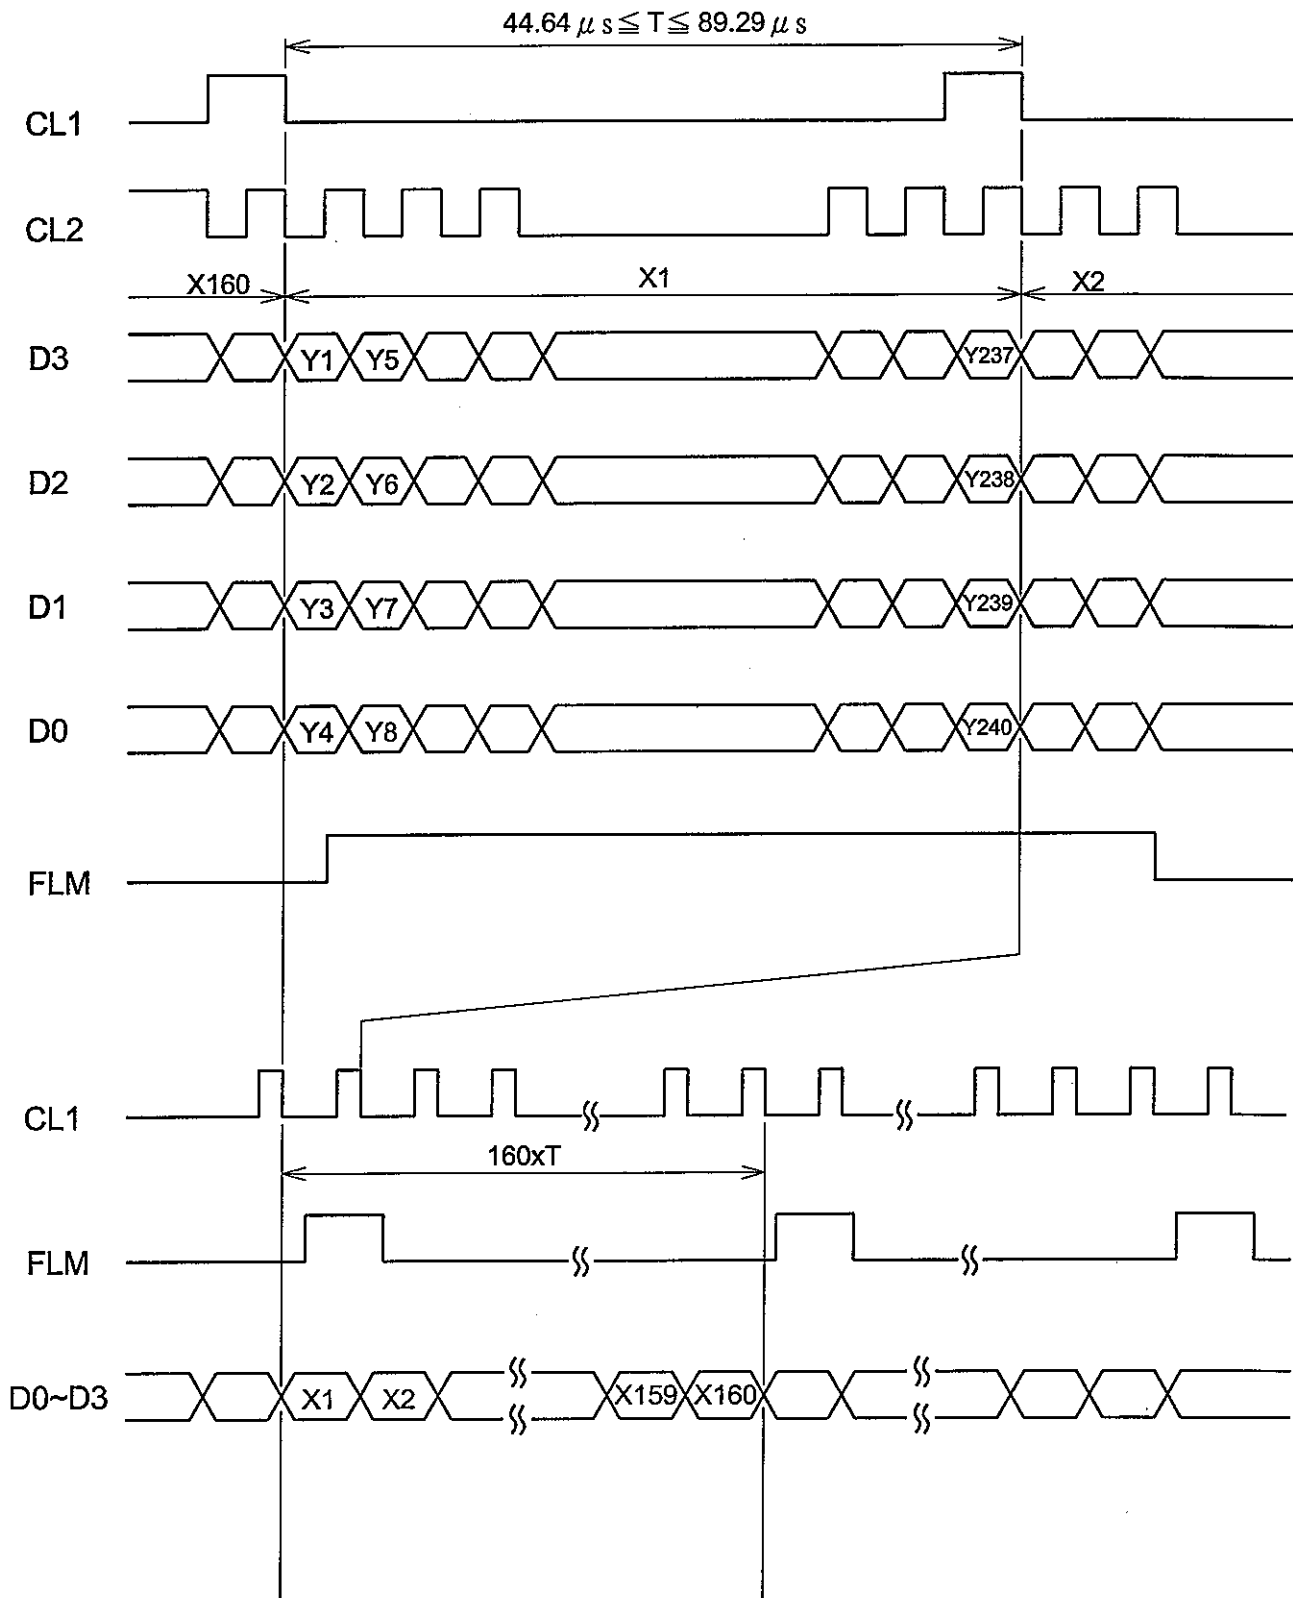 44.64 μs ≦ T ≦ 89.29 μs
CL1
CL2
X160 X1 X2
D3 Y1 Y5 Y237
D2 Y2 Y6 Y238
D1 Y3 Y7 Y239
D0 Y4 Y8 Y240
FLM
CL1
160xT
FLM
D0~D3 X1 X2 X159 X160